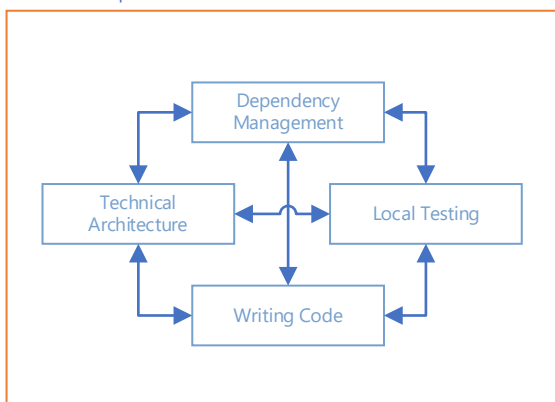 Dependency
Management
Technical
Architecture
Local Testing
Writing Code